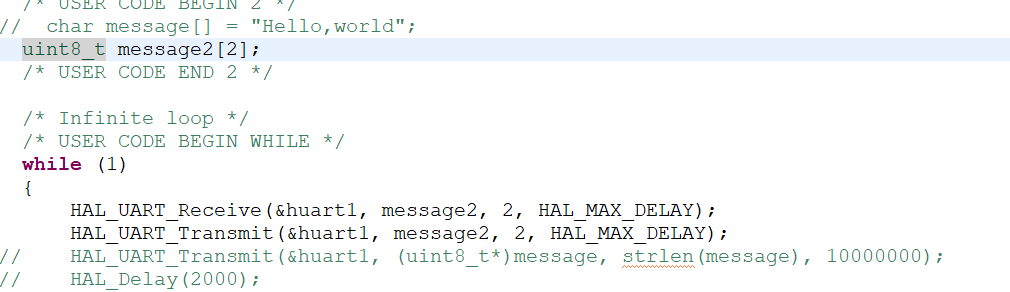 /* USER CODE BEGIN 2 */
//  char message[] = "Hello,world";
uint8_t message2[2];
/* USER CODE END 2 */
/* Infinite loop */
/* USER CODE BEGIN WHILE */
while (1)
{
HAL_UART_Receive(&huart1, message2, 2, HAL_MAX_DELAY);
HAL_UART_Transmit(&huart1, message2, 2, HAL_MAX_DELAY);
//    HAL_UART_Transmit(&huart1, (uint8_t*)message, strlen(message), 10000000);
//    HAL_Delay(2000);